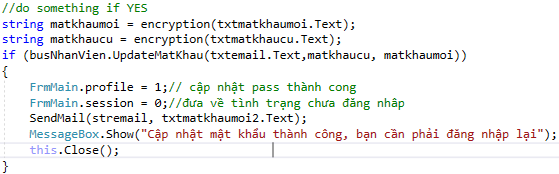 //do something if YES
string matkhaumoi = encryption(txtmatkhaumoi.Text);
string matkhaucu = encryption(txtmatkhaucu.Text);
if (busNhanVien.UpdateMatKhau(txtemail.Text,matkhaucu, matkhaumoi))
{
FrmMain.profile = 1;// cập nhật pass thành cong
FrmMain.session = 0;//đưa về tình trạng chưa đăng nhâp
SendMail(stremail, txtmatkhaumoi2.Text);
MessageBox.Show("Cập nhật mật khẩu thành công, bạn cần phải đăng nhập lại");
this.Close();
}